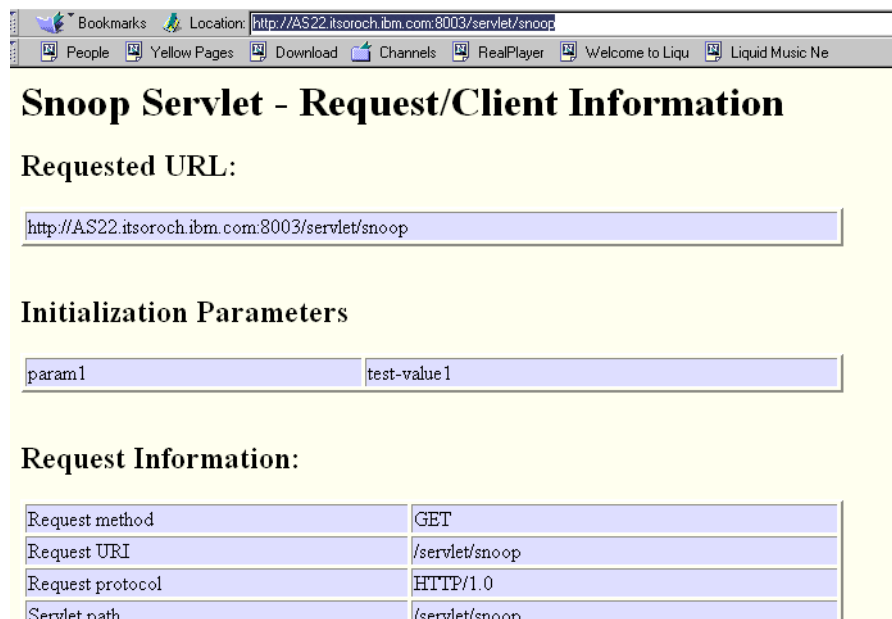 Bookmarks Location: http://AS22.itsoroch.ibm.com:8003/servlet/snoop
People Yellow Pages Download Channels RealPlayer Welcome to Liqu Liquid Music Ne
Snoop Servlet - Request/Client Information
Requested URL:
http://AS22.itsoroch.ibm.com:8003/servlet/snoop
Initialization Parameters
param1 test-value1
Request Information:
Request method GET
Request URI /servlet/snoop
Request protocol HTTP/1.0
Servlet path /servlet/snoop